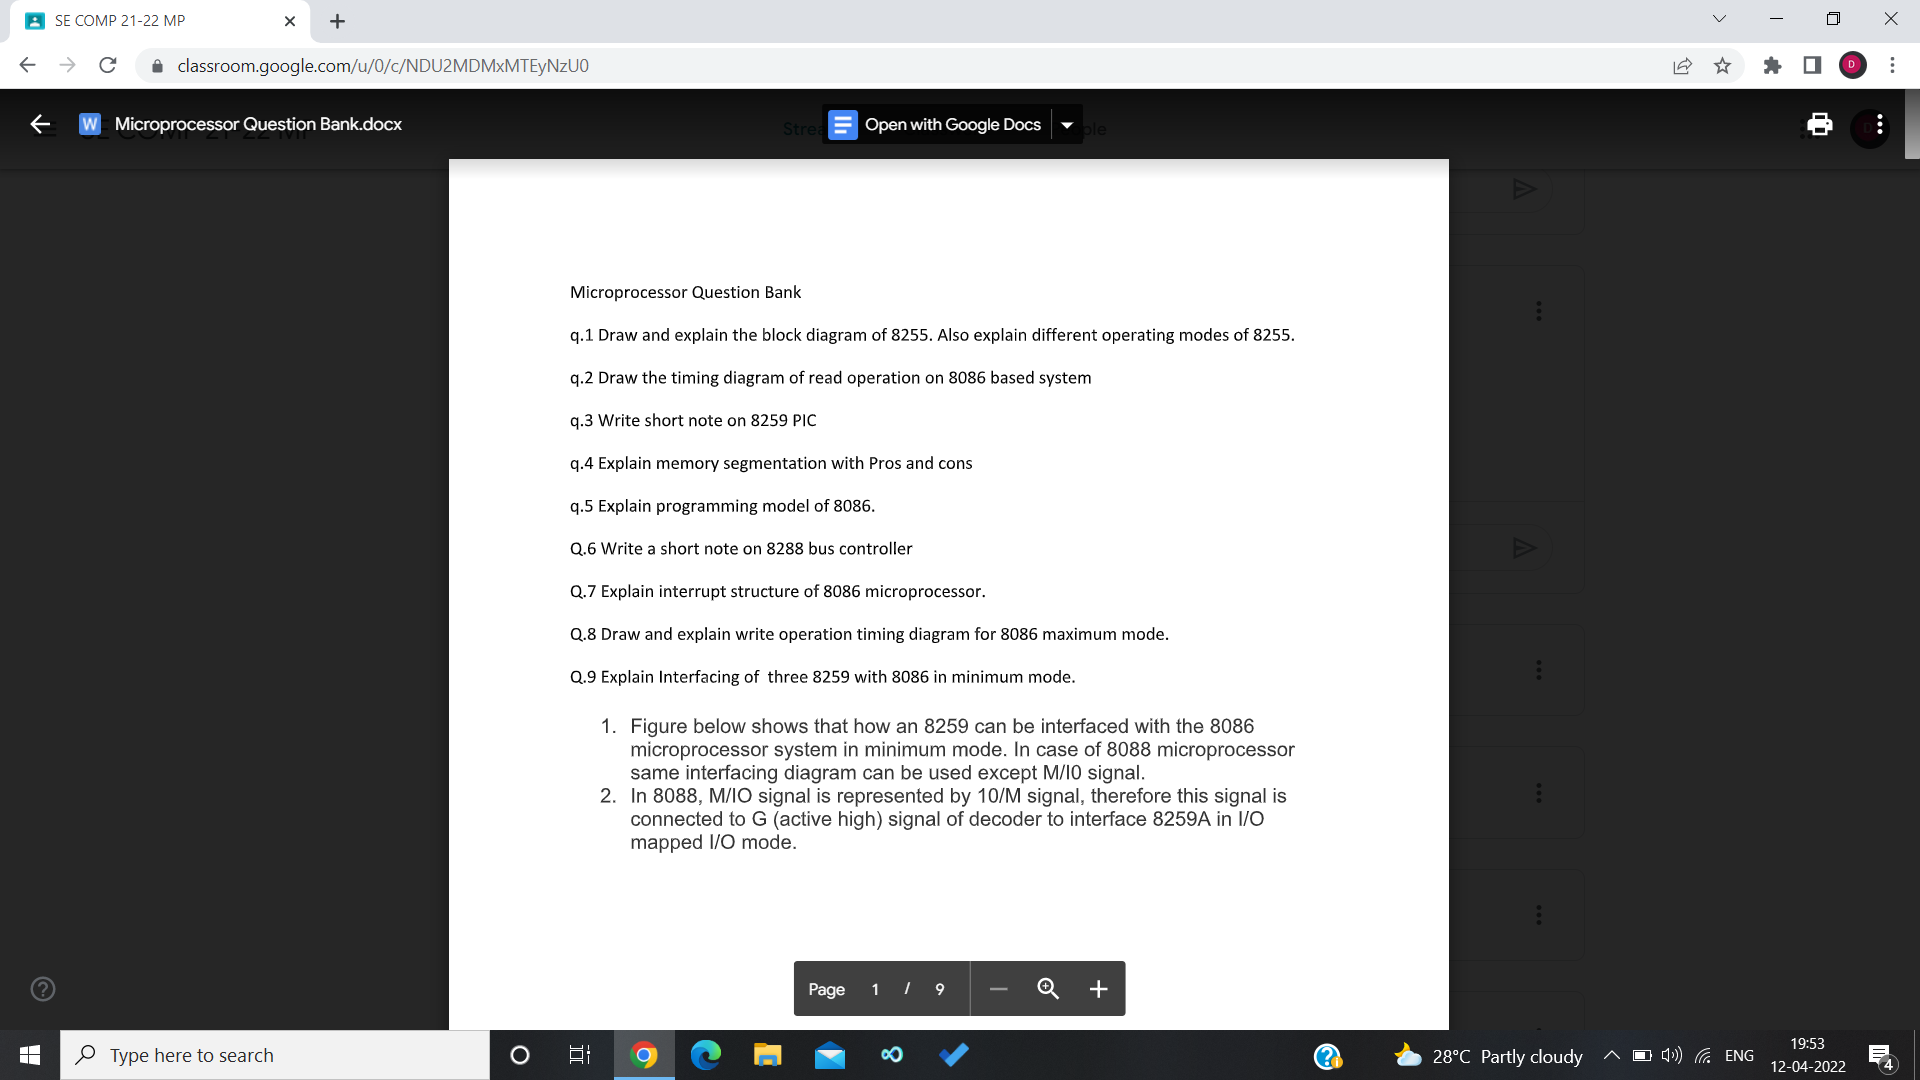 SE COMP 21-22 MP
classroom.google.com/u/0/c/NDU2MDMxMTEyNzU0
D
W Microprocessor Question Bank.docx
Open with Google Docs
Microprocessor Question Bank
q.1 Draw and explain the block diagram of 8255. Also explain different operating modes of 8255.
q.2 Draw the timing diagram of read operation on 8086 based system
q.3 Write short note on 8259 PIC
q.4 Explain memory segmentation with Pros and cons
q.5 Explain programming model of 8086.
Q.6 Write a short note on 8288 bus controller
Q.7 Explain interrupt structure of 8086 microprocessor.
Q.8 Draw and explain write operation timing diagram for 8086 maximum mode.
Q.9 Explain Interfacing of  three 8259 with 8086 in minimum mode.
1. Figure below shows that how an 8259 can be interfaced with the 8086
microprocessor system in minimum mode. In case of 8088 microprocessor
same interfacing diagram can be used except M/I0 signal.
2. In 8088, M/IO signal is represented by 10/M signal, therefore this signal is
connected to G (active high) signal of decoder to interface 8259A in I/O
mapped I/O mode.
Page 1 / 9
Type here to search
28°C Partly cloudy
ENG
19:53
12-04-2022
4